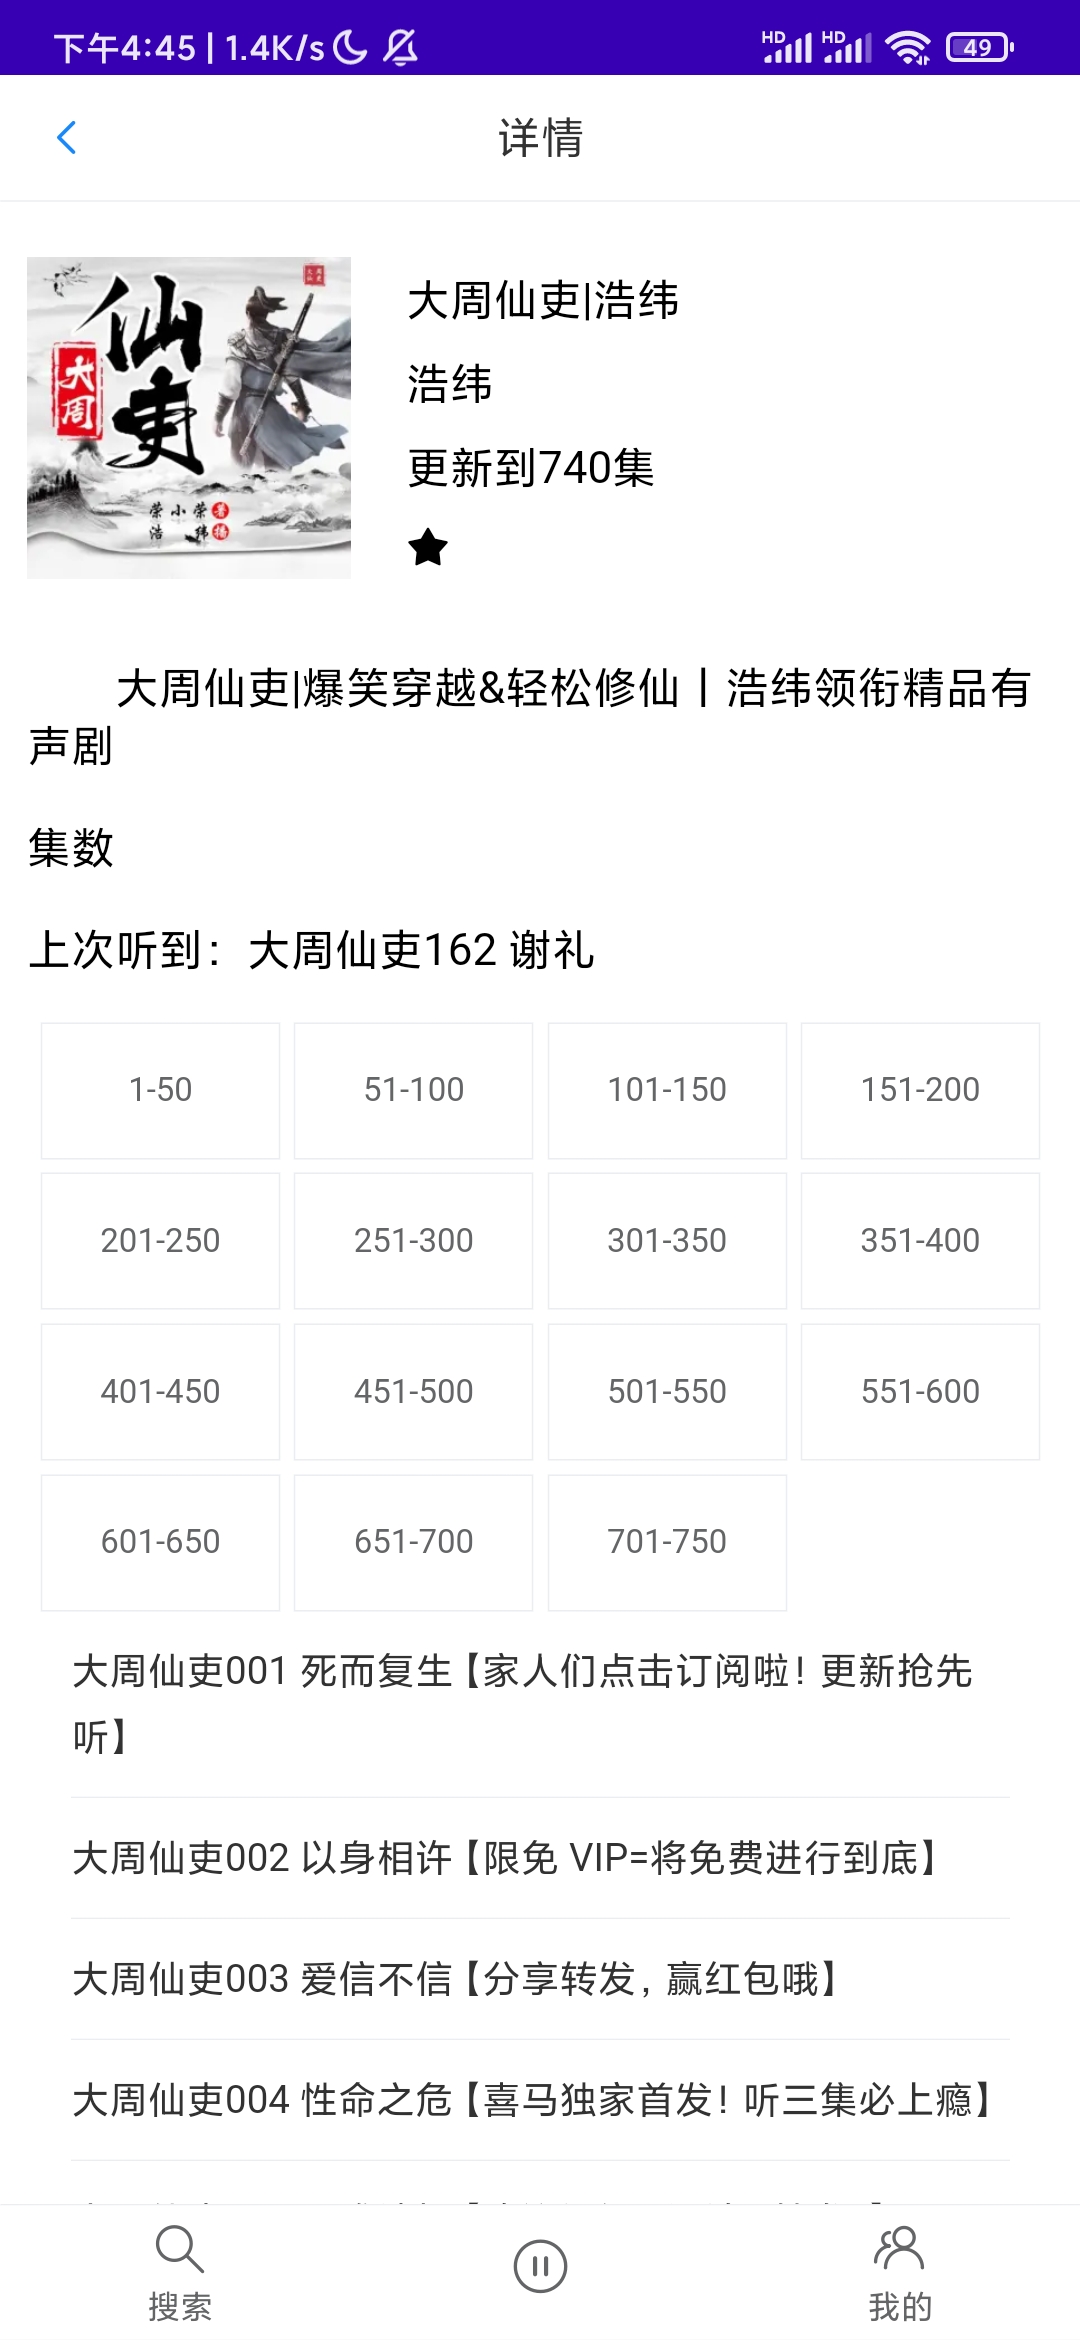 下午4:45 | 1.4K/s
HD HD 49
详情
仙吏
大周
荣小荣著
浩纬播
大周仙吏|浩纬
浩纬
更新到740集
大周仙吏|爆笑穿越&轻松修仙丨浩纬领衔精品有
声剧
集数
上次听到：大周仙吏162 谢礼
1-50 51-100 101-150 151-200
201-250 251-300 301-350 351-400
401-450 451-500 501-550 551-600
601-650 651-700 701-750
大周仙吏001 死而复生【家人们点击订阅啦！更新抢先
听】
大周仙吏002 以身相许【限免 VIP=将免费进行到底】
大周仙吏003 爱信不信【分享转发，赢红包哦】
大周仙吏004 性命之危【喜马独家首发！听三集必上瘾】
搜索 我的